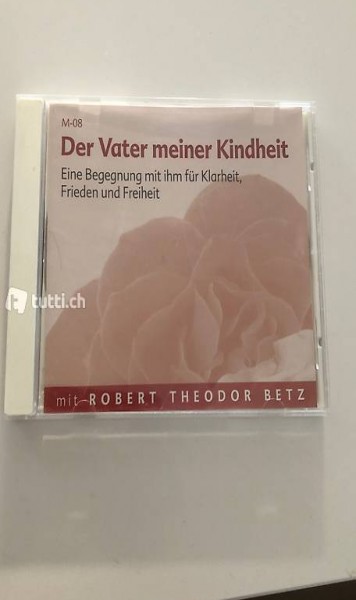 M-08
Der Vater meiner Kindheit
Eine Begegnung mit ihm für Klarheit,
Frieden und Freiheit
tutti.ch
mit ROBERT THEODOR BETZ